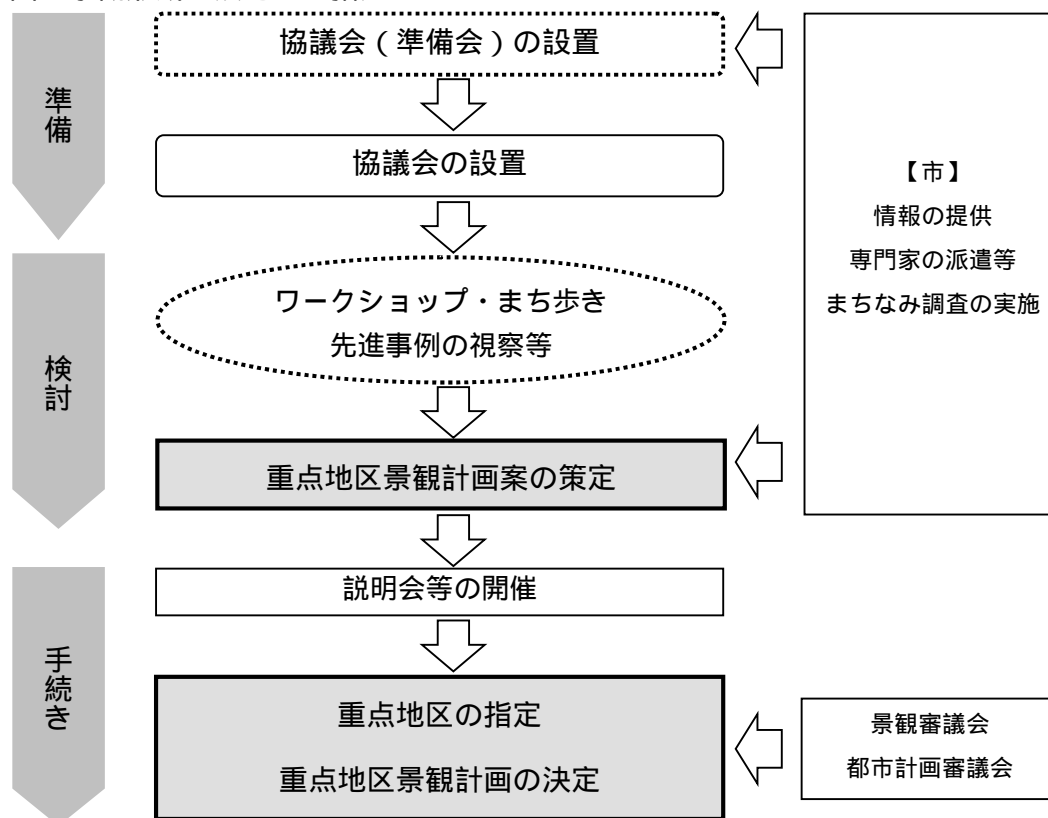 準備
協議会（準備会）の設置
協議会の設置
検討
ワークショップ・まち歩き
先進事例の視察等
重点地区景観計画案の策定
【市】
情報の提供
専門家の派遣等
まちなみ調査の実施
手続き
説明会等の開催
重点地区の指定
重点地区景観計画の決定
景観審議会
都市計画審議会